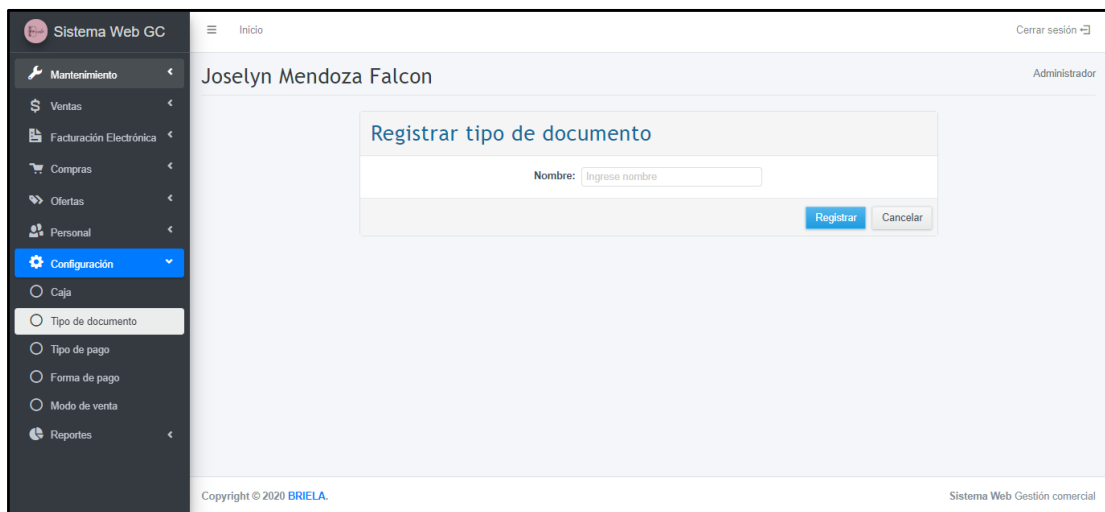 Sistema Web GC
Inicio
Cerrar sesión
Mantenimiento
Joselyn Mendoza Falcon
Administrador
Ventas
Facturación Electrónica
Registrar tipo de documento
Compras
Nombre: Ingrese nombre
Ofertas
Registrar Cancelar
Personal
Configuración
Caja
Tipo de documento
Tipo de pago
Forma de pago
Modo de venta
Reportes
Copyright © 2020 BRIELA.
Sistema Web Gestión comercial